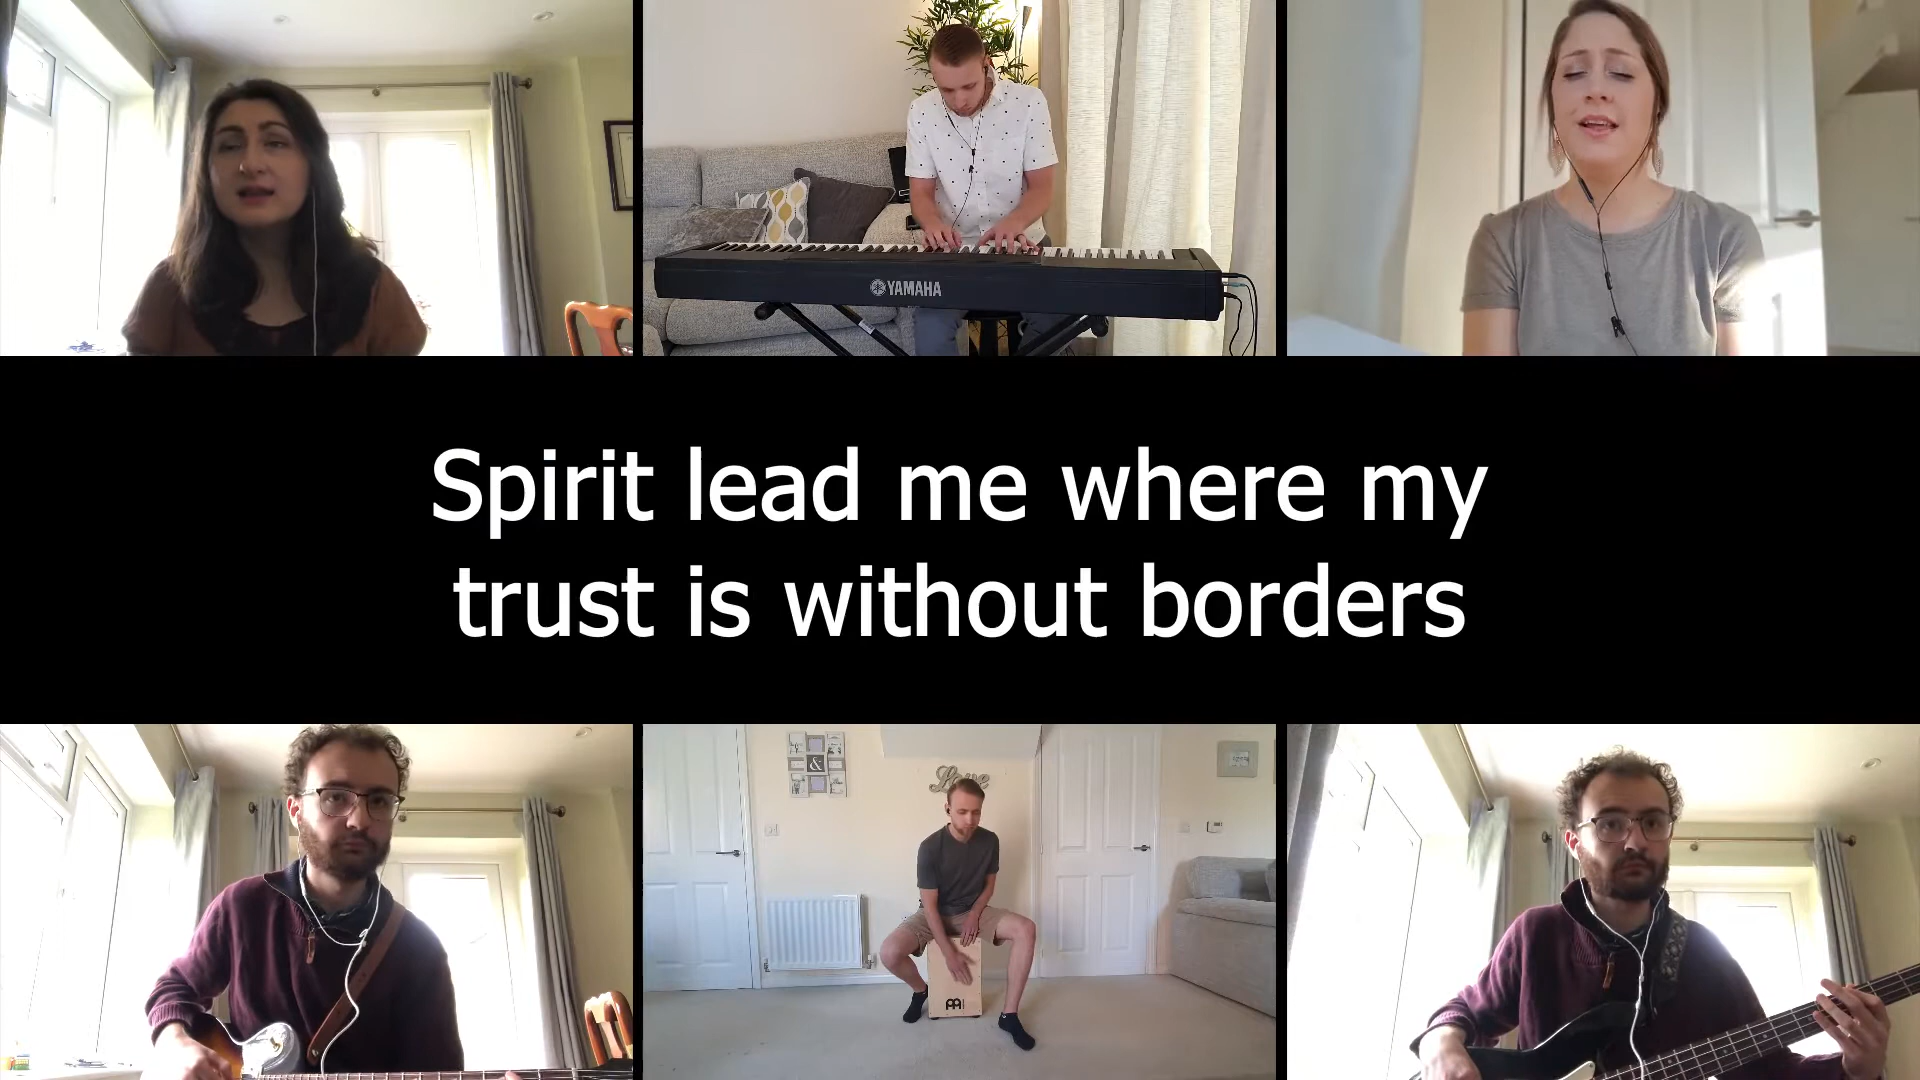 YAMAHA
Spirit lead me where my
trust is without borders
&
Love